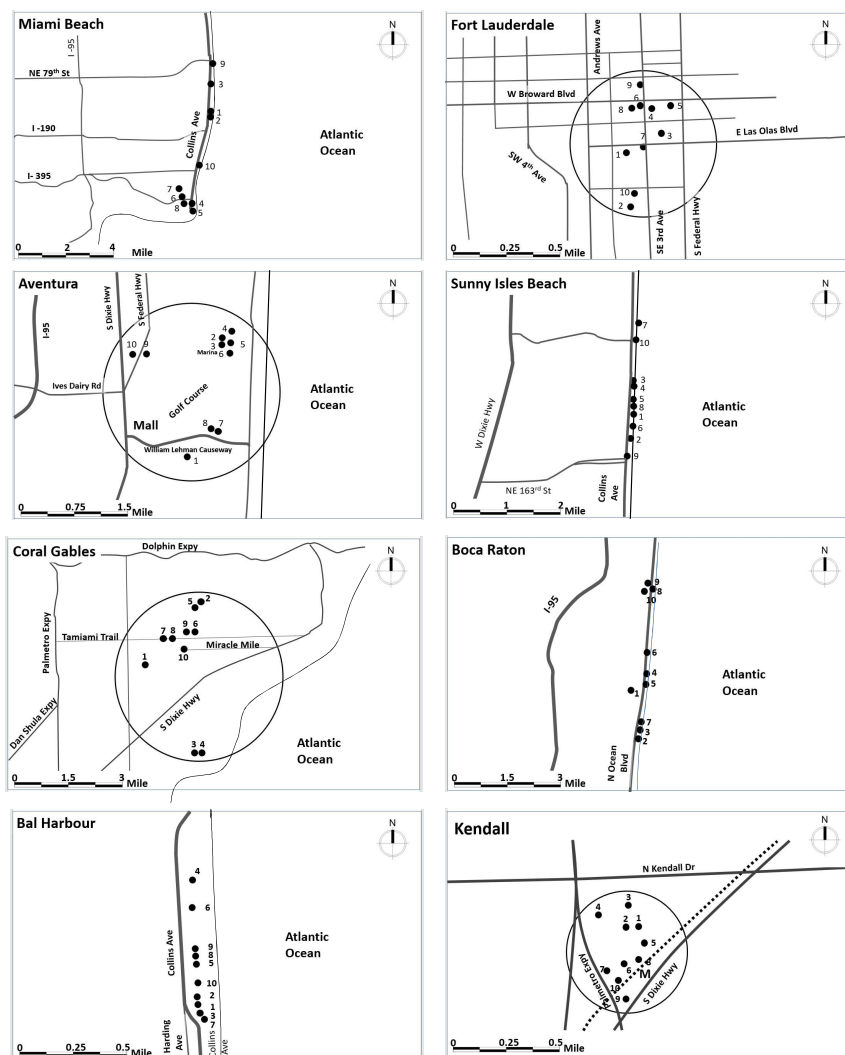 Miami Beach
N
I -95
NE 79th St
9
3
1
2
Collins Ave
I -190
Atlantic
Ocean
10
I- 395
7
6
8
4
5
0 2 4
Mile
Fort Lauderdale
N
Andrews Ave
9
W Broward Blvd
6
8
4
5
E Las Olas Blvd
7
3
1
SW 4th Ave
10
2
SE 3rd Ave
S Federal Hwy
0 0.25 0.5
Mile
Aventura
N
I-95
S Dixie Hwy
S Federal Hwy
4
2
3
5
Marina
6
10 9
Ives Dairy Rd
Golf Course
Atlantic
Ocean
Mall
8 7
William Lehman Causeway
1
0 0.75 1.5
Mile
Sunny Isles Beach
N
7
10
3
4
5
8
1
6
2
9
W Dixie Hwy
Atlantic
Ocean
NE 163rd St
Collins
Ave
0 1 2
Mile
Coral Gables
N
Dolphin Expy
Palmetro Expy
5 2
9 6
7 8
Tamiami Trail
Miracle Mile
10
1
S Dixie Hwy
Dan Shula Expy
3 4
Atlantic
Ocean
0 1.5 3
Mile
Boca Raton
N
I-95
9
8
10
6
4
5
1
7
3
2
Atlantic
Ocean
N Ocean
Blvd
0 1.5 3
Mile
Bal Harbour
N
4
6
Collins Ave
9
8
5
10
2
1
3
7
Atlantic
Ocean
Harding
Ave
Collins
Ave
0 0.25 0.5
Mile
Kendall
N
N Kendall Dr
3
4
2 1
5
8
7
6
M
10
9
Palmetro Expy
S Dixie Hwy
0 0.25 0.5
Mile